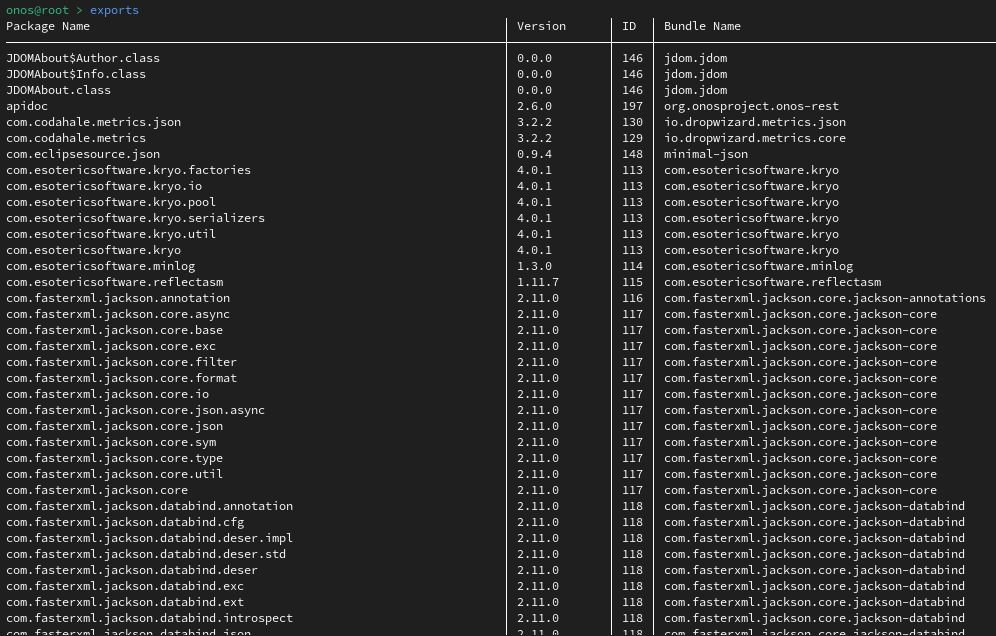 onos@root > exports
Package Name Version ID Bundle Name
JDOMAbout$Author.class 0.0.0 146 jdom.jdom
JDOMAbout$Info.class 0.0.0 146 jdom.jdom
JDOMAbout.class 0.0.0 146 jdom.jdom
apidoc 2.6.0 197 org.onosproject.onos-rest
com.codahale.metrics.json 3.2.2 130 io.dropwizard.metrics.json
com.codahale.metrics 3.2.2 129 io.dropwizard.metrics.core
com.eclipsesource.json 0.9.4 148 minimal-json
com.esotericsoftware.kryo.factories 4.0.1 113 com.esotericsoftware.kryo
com.esotericsoftware.kryo.io 4.0.1 113 com.esotericsoftware.kryo
com.esotericsoftware.kryo.pool 4.0.1 113 com.esotericsoftware.kryo
com.esotericsoftware.kryo.serializers 4.0.1 113 com.esotericsoftware.kryo
com.esotericsoftware.kryo.util 4.0.1 113 com.esotericsoftware.kryo
com.esotericsoftware.kryo 4.0.1 113 com.esotericsoftware.kryo
com.esotericsoftware.minlog 1.3.0 114 com.esotericsoftware.minlog
com.esotericsoftware.reflectasm 1.11.7 115 com.esotericsoftware.reflectasm
com.fasterxml.jackson.annotation 2.11.0 116 com.fasterxml.jackson.core.jackson-annotations
com.fasterxml.jackson.core.async 2.11.0 117 com.fasterxml.jackson.core.jackson-core
com.fasterxml.jackson.core.base 2.11.0 117 com.fasterxml.jackson.core.jackson-core
com.fasterxml.jackson.core.exc 2.11.0 117 com.fasterxml.jackson.core.jackson-core
com.fasterxml.jackson.core.filter 2.11.0 117 com.fasterxml.jackson.core.jackson-core
com.fasterxml.jackson.core.format 2.11.0 117 com.fasterxml.jackson.core.jackson-core
com.fasterxml.jackson.core.io 2.11.0 117 com.fasterxml.jackson.core.jackson-core
com.fasterxml.jackson.core.json.async 2.11.0 117 com.fasterxml.jackson.core.jackson-core
com.fasterxml.jackson.core.json 2.11.0 117 com.fasterxml.jackson.core.jackson-core
com.fasterxml.jackson.core.sym 2.11.0 117 com.fasterxml.jackson.core.jackson-core
com.fasterxml.jackson.core.type 2.11.0 117 com.fasterxml.jackson.core.jackson-core
com.fasterxml.jackson.core.util 2.11.0 117 com.fasterxml.jackson.core.jackson-core
com.fasterxml.jackson.core 2.11.0 117 com.fasterxml.jackson.core.jackson-core
com.fasterxml.jackson.databind.annotation 2.11.0 118 com.fasterxml.jackson.core.jackson-databind
com.fasterxml.jackson.databind.cfg 2.11.0 118 com.fasterxml.jackson.core.jackson-databind
com.fasterxml.jackson.databind.deser.impl 2.11.0 118 com.fasterxml.jackson.core.jackson-databind
com.fasterxml.jackson.databind.deser.std 2.11.0 118 com.fasterxml.jackson.core.jackson-databind
com.fasterxml.jackson.databind.deser 2.11.0 118 com.fasterxml.jackson.core.jackson-databind
com.fasterxml.jackson.databind.exc 2.11.0 118 com.fasterxml.jackson.core.jackson-databind
com.fasterxml.jackson.databind.ext 2.11.0 118 com.fasterxml.jackson.core.jackson-databind
com.fasterxml.jackson.databind.introspect 2.11.0 118 com.fasterxml.jackson.core.jackson-databind
com.fasterxml.jackson.databind.json 2.11.0 118 com.fasterxml.jackson.core.jackson-databind